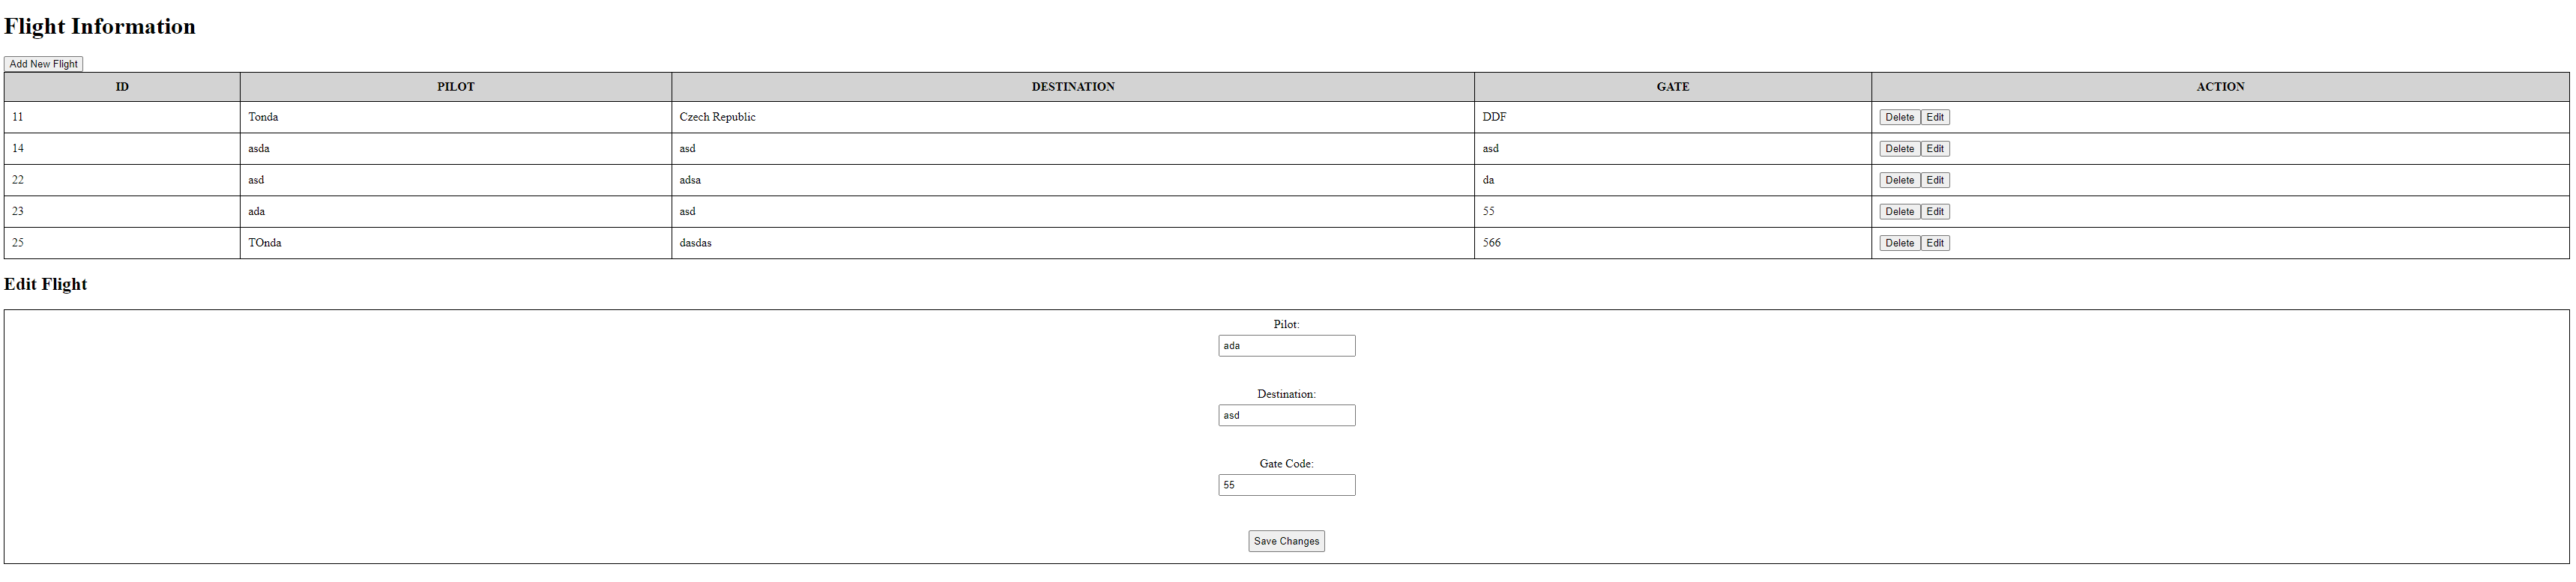 Flight Information
Add New Flight
ID PILOT DESTINATION GATE ACTION
11 Tonda Czech Republic DDF Delete Edit
14 asda asd asd Delete Edit
22 asd adsa da Delete Edit
23 ada asd 55 Delete Edit
25 TOnda dasdas 566 Delete Edit
Edit Flight
Pilot:
ada
Destination:
asd
Gate Code:
55
Save Changes